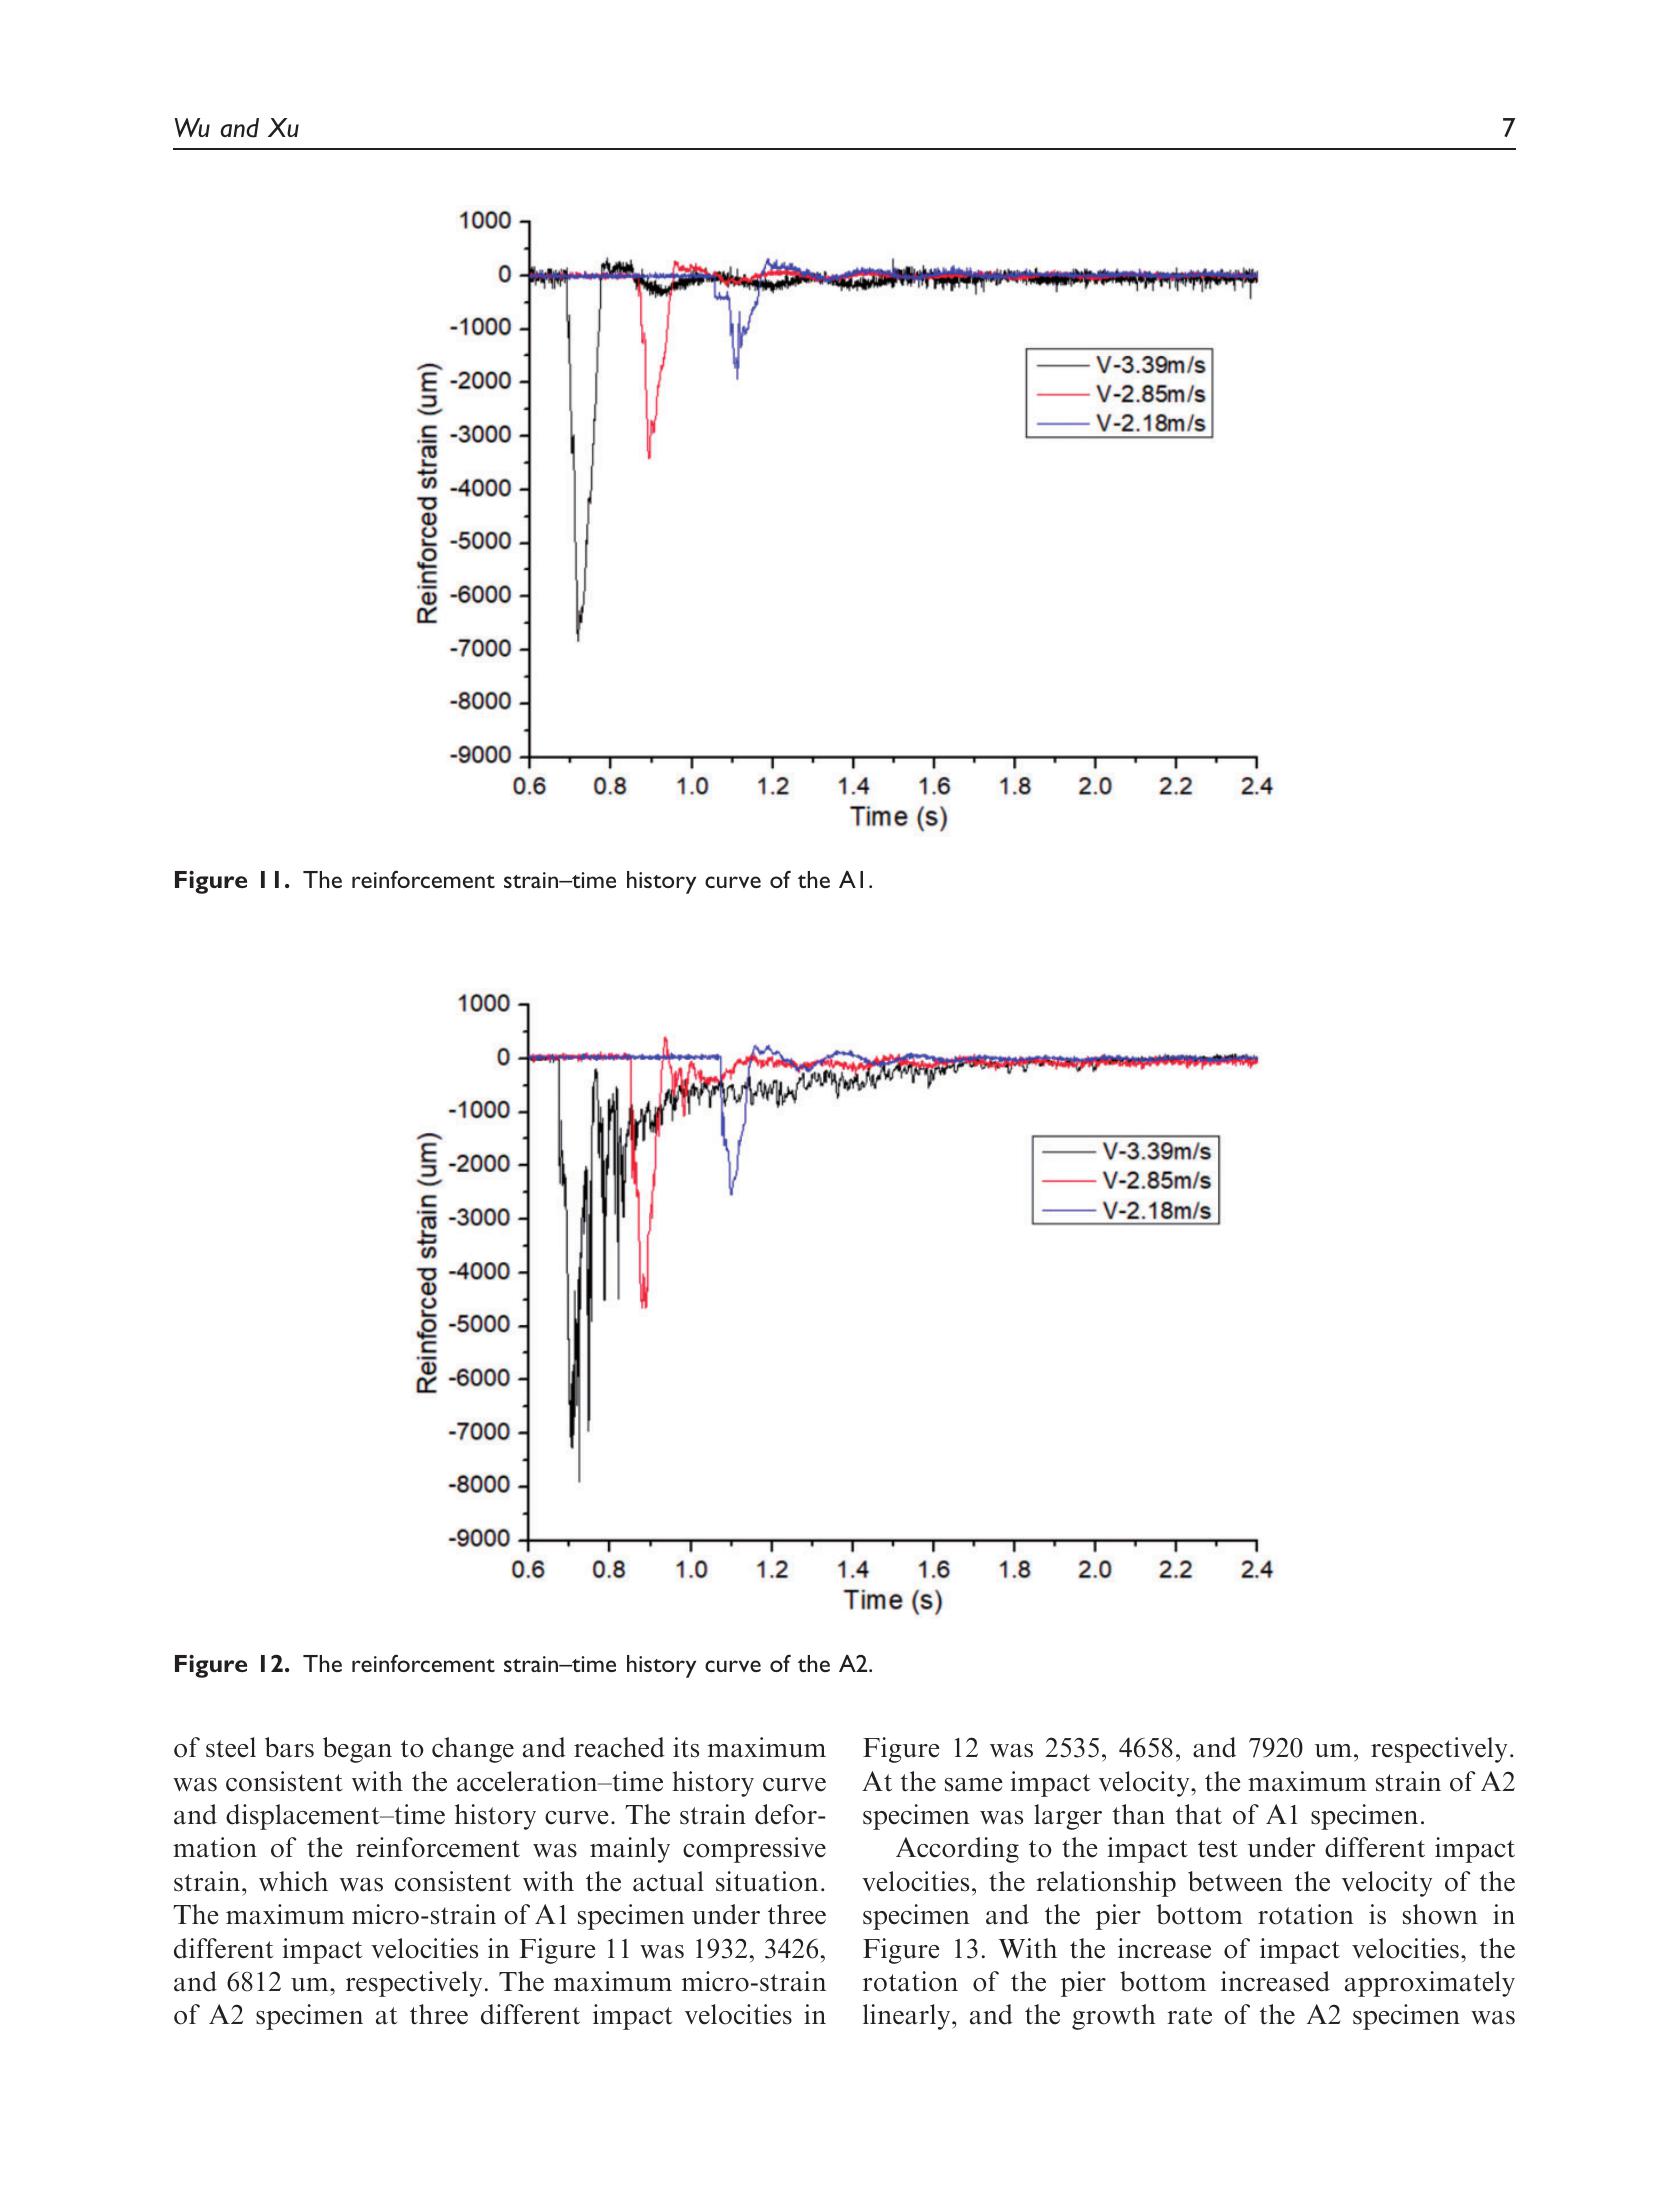 Wu and Xu 7
1000
0
-1000
-2000
-3000
-4000
-5000
-6000
-7000
-8000
-9000
Reinforced strain (um)
V-3.39m/s
V-2.85m/s
V-2.18m/s
0.6 0.8 1.0 1.2 1.4 1.6 1.8 2.0 2.2 2.4
Time (s)
Figure 11. The reinforcement strain–time history curve of the A1.
1000
0
-1000
-2000
-3000
-4000
-5000
-6000
-7000
-8000
-9000
Reinforced strain (um)
V-3.39m/s
V-2.85m/s
V-2.18m/s
0.6 0.8 1.0 1.2 1.4 1.6 1.8 2.0 2.2 2.4
Time (s)
Figure 12. The reinforcement strain–time history curve of the A2.
of steel bars began to change and reached its maximum
was consistent with the acceleration–time history curve
and displacement–time history curve. The strain defor-
mation of the reinforcement was mainly compressive
strain, which was consistent with the actual situation.
The maximum micro-strain of A1 specimen under three
different impact velocities in Figure 11 was 1932, 3426,
and 6812 um, respectively. The maximum micro-strain
of A2 specimen at three different impact velocities in
Figure 12 was 2535, 4658, and 7920 um, respectively.
At the same impact velocity, the maximum strain of A2
specimen was larger than that of A1 specimen.
According to the impact test under different impact
velocities, the relationship between the velocity of the
specimen and the pier bottom rotation is shown in
Figure 13. With the increase of impact velocities, the
rotation of the pier bottom increased approximately
linearly, and the growth rate of the A2 specimen was